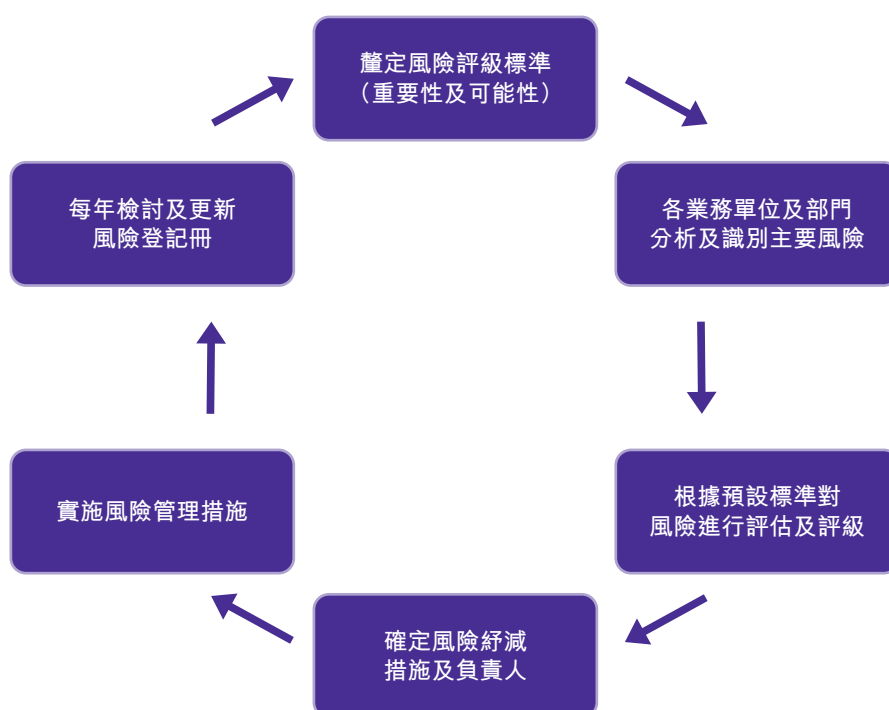 釐定風險評級標準
（重要性及可能性）
各業務單位及部門
分析及識別主要風險
根據預設標準對
風險進行評估及評級
確定風險紓減
措施及負責人
實施風險管理措施
每年檢討及更新
風險登記冊